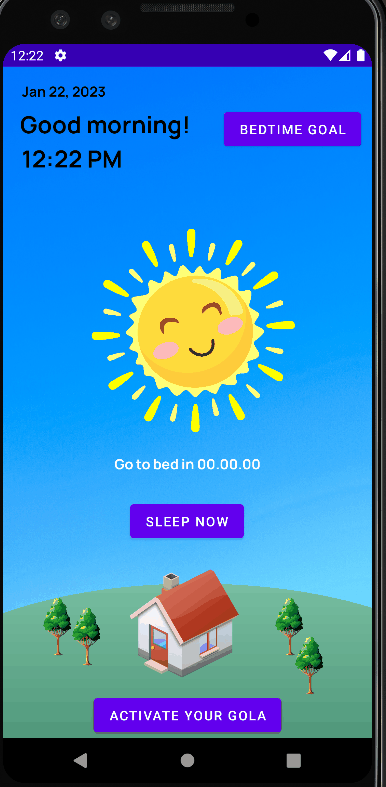 12:22
Jan 22, 2023
Good morning!
BEDTIME GOAL
12:22 PM
Go to bed in 00.00.00
SLEEP NOW
ACTIVATE YOUR GOLA